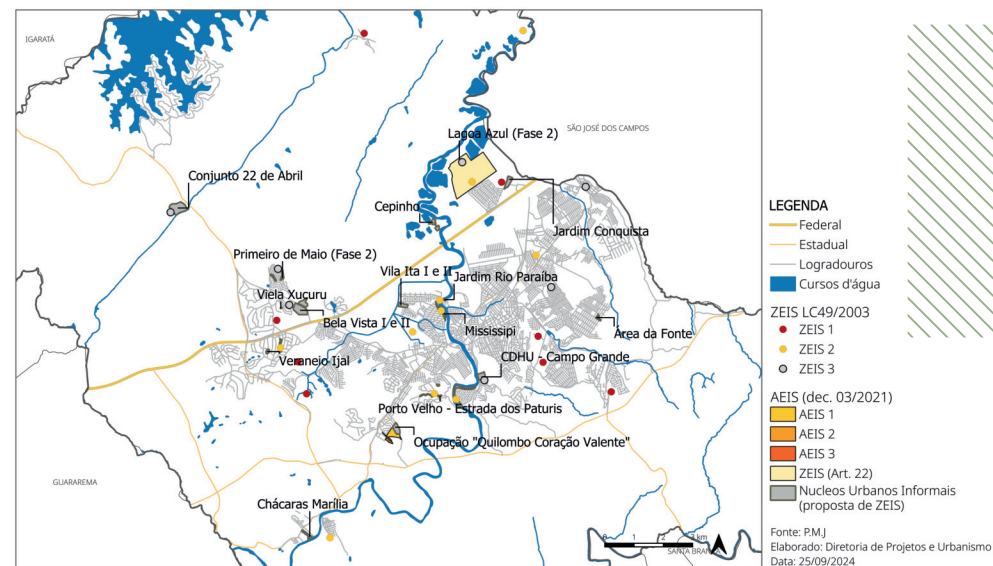 IGARATÁ
SÃO JOSÉ DOS CAMPOS
Lagoa Azul (Fase 2)
Conjunto 22 de Abril
Cepinho
Jardim Conquista
Primeiro de Maio (Fase 2)
Vila Ita I e II
Jardim Rio Paraíba
Viela Xucuru
Bela Vista I e II
Mississipi
Área da Fonte
Veraneio Ijal
CDHU - Campo Grande
Porto Velho - Estrada dos Paturis
Ocupação "Quilombo Coração Valente"
GUARAREMA
Chácaras Marília
0 1 2 3 km
SANTA BRANCA
LEGENDA
Federal
Estadual
Logradouros
Cursos d'água
ZEIS LC49/2003
ZEIS 1
ZEIS 2
ZEIS 3
AEIS (dec. 03/2021)
AEIS 1
AEIS 2
AEIS 3
ZEIS (Art. 22)
Nucleos Urbanos Informais
(proposta de ZEIS)
Fonte: P.M.J
Elaborado: Diretoria de Projetos e Urbanismo
Data: 25/09/2024